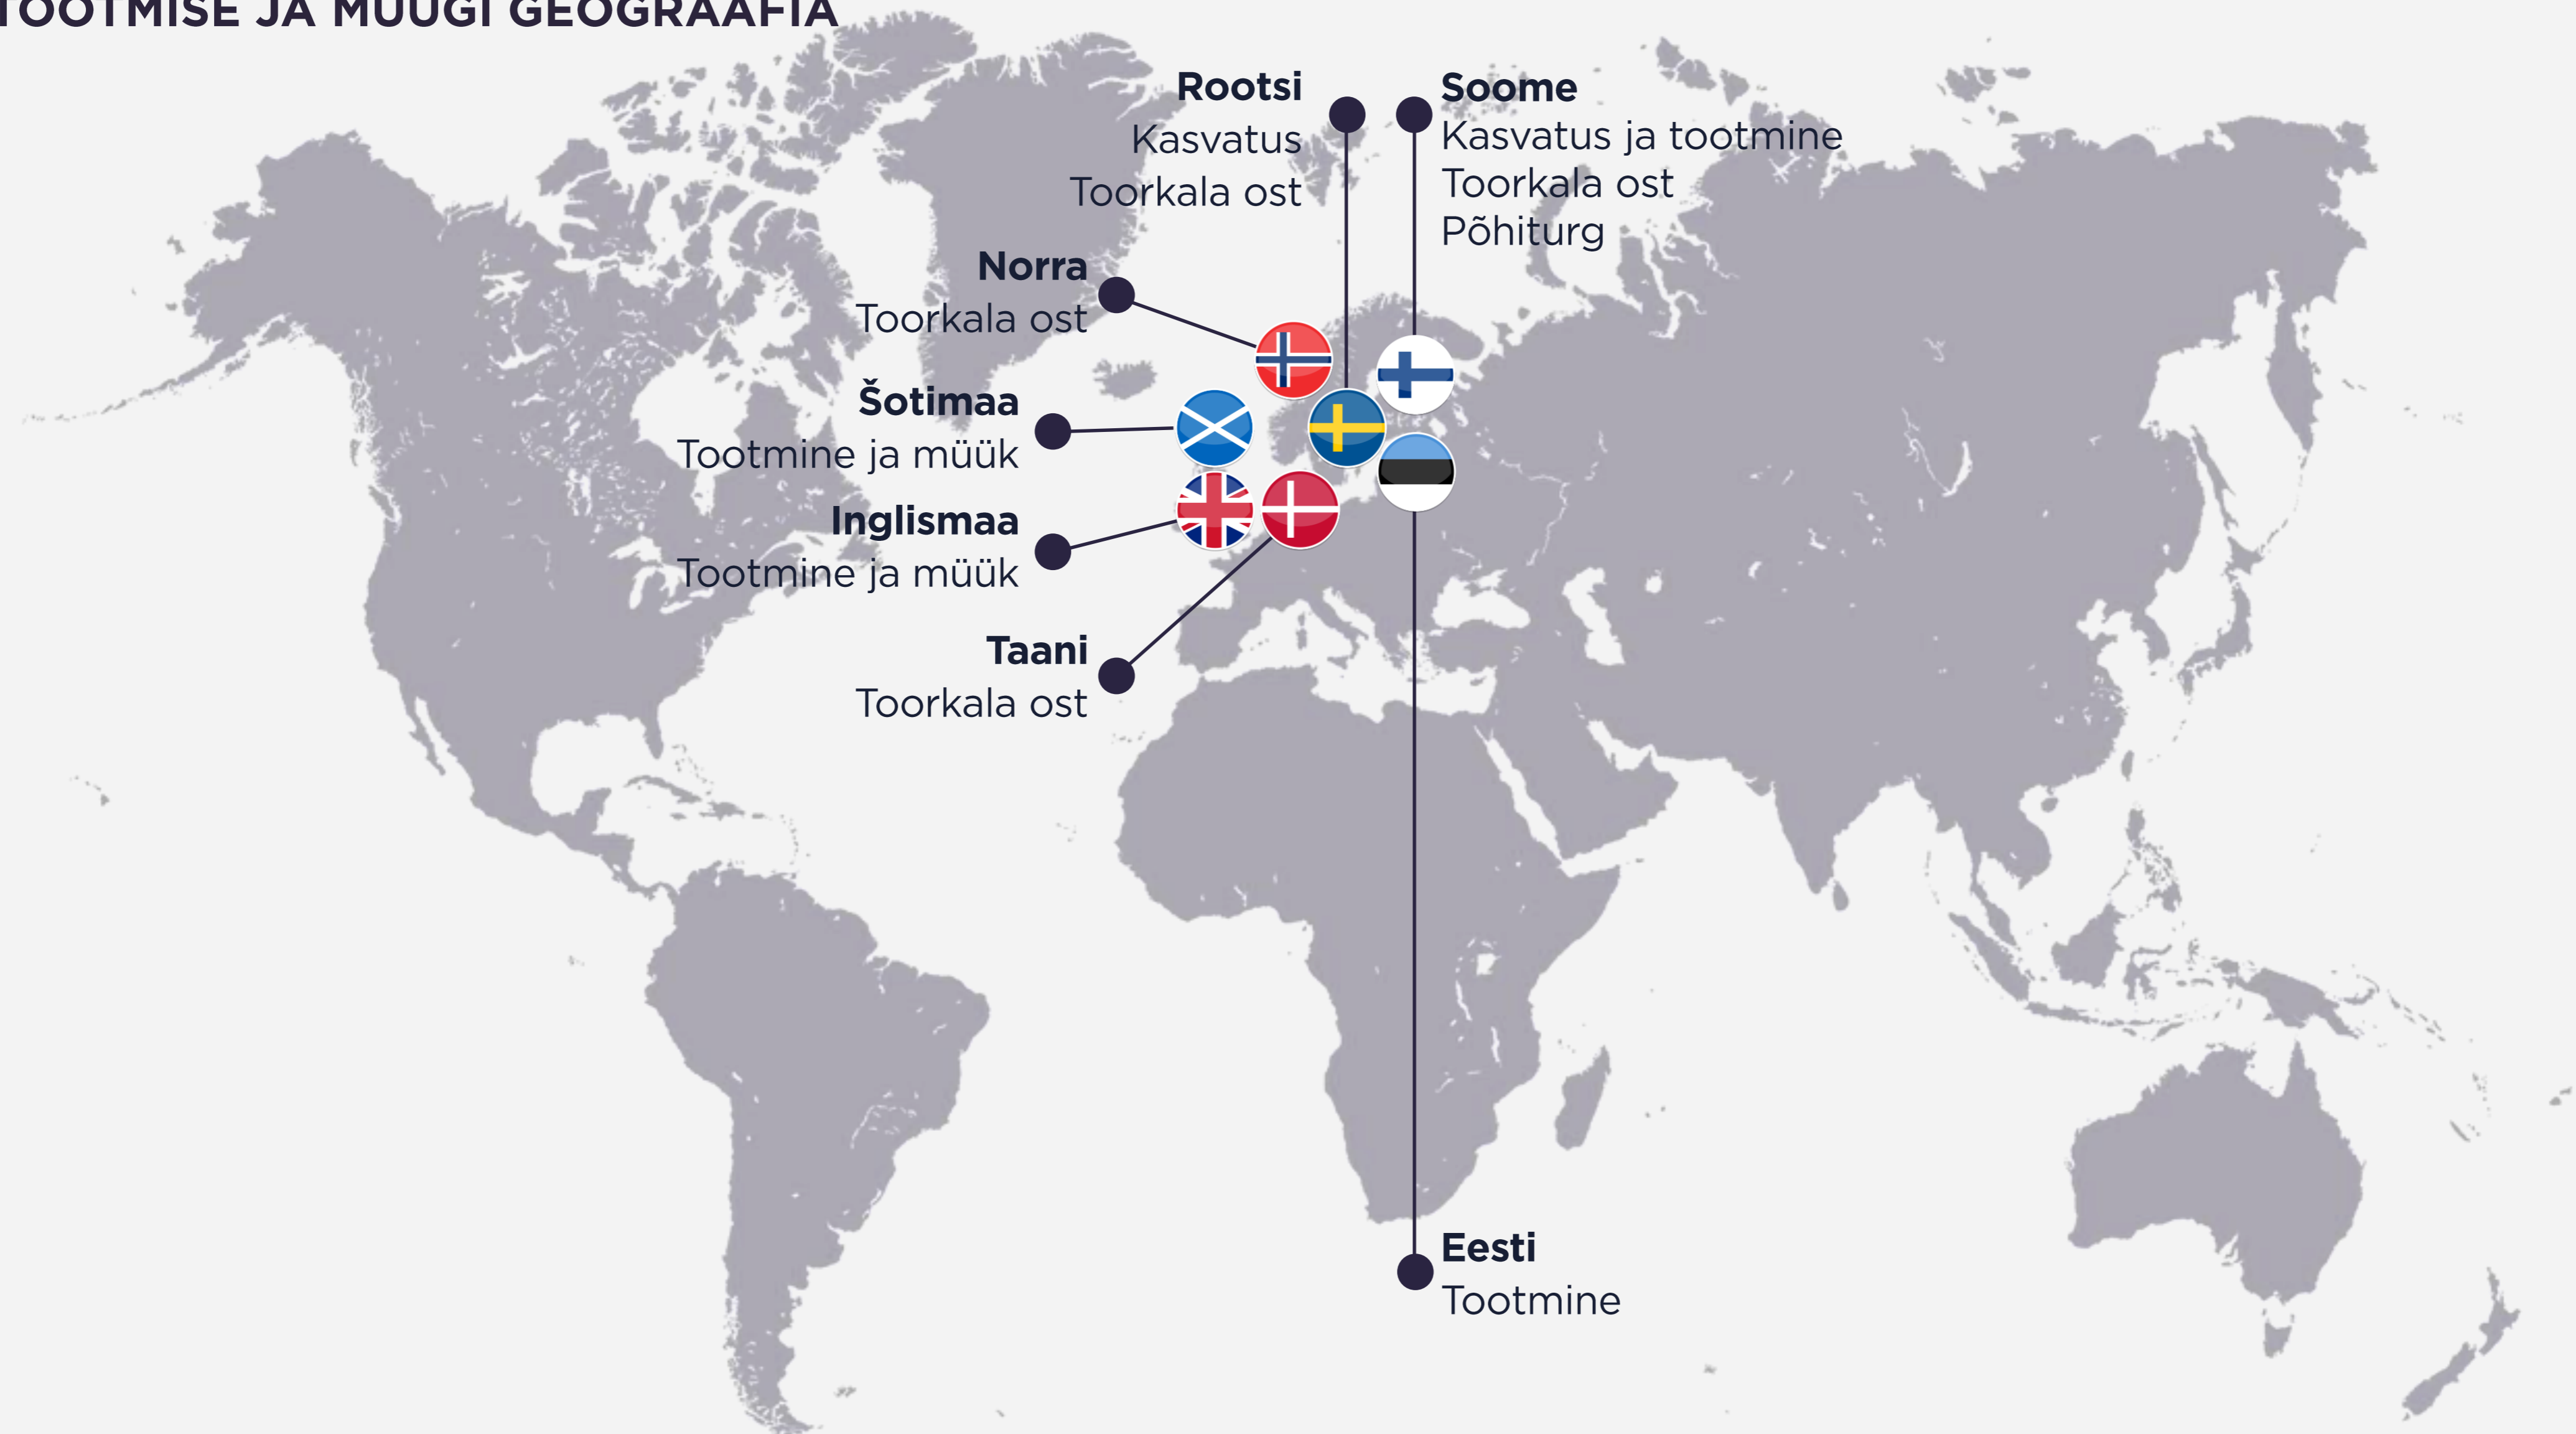 TOOTMISE JA MÜÜGI GEOGRAAFIA
Rootsi
Kasvatus
Toorkala ost
Soome
Kasvatus ja tootmine
Toorkala ost
Põhiturg
Norra
Toorkala ost
Šotimaa
Tootmine ja müük
Inglismaa
Tootmine ja müük
Taani
Toorkala ost
Eesti
Tootmine